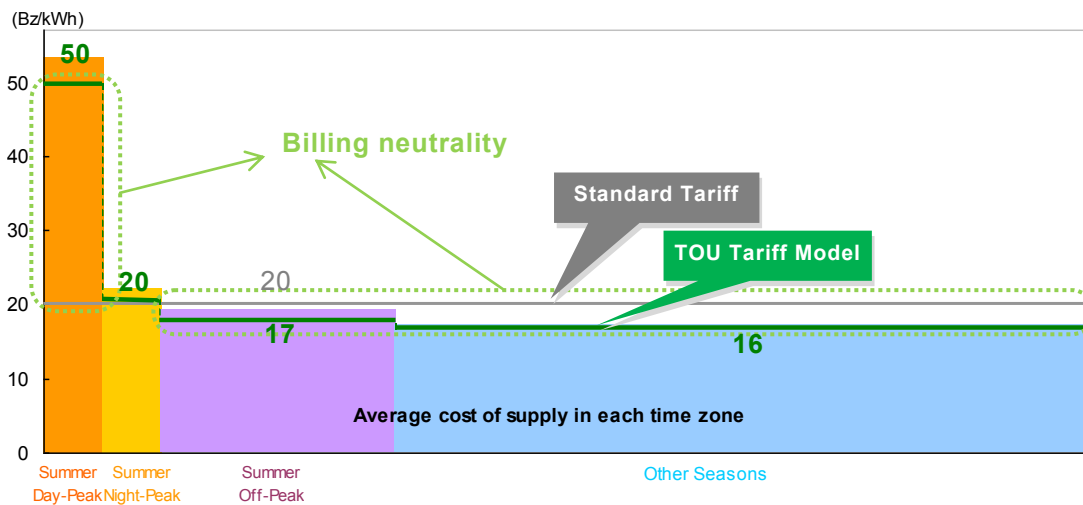 (Bz/kWh)
50
50
40
Billing neutrality
Standard Tariff
30
TOU Tariff Model
20
20
20
17
16
10
Average cost of supply in each time zone
0
Summer
Day-Peak
Summer
Night-Peak
Summer
Off-Peak
Other Seasons